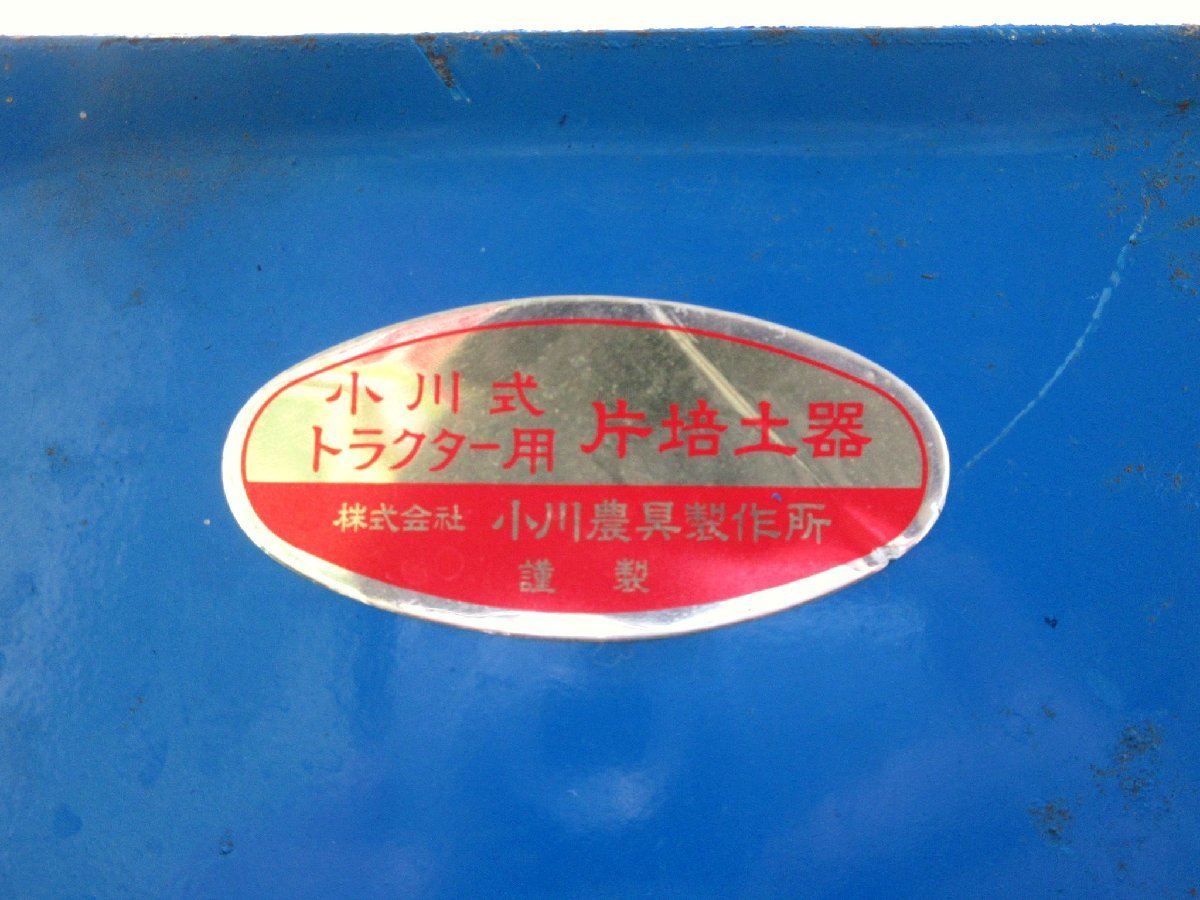 小川式
トラクター用 片培土器
株式会社 小川農具製作所
謹製